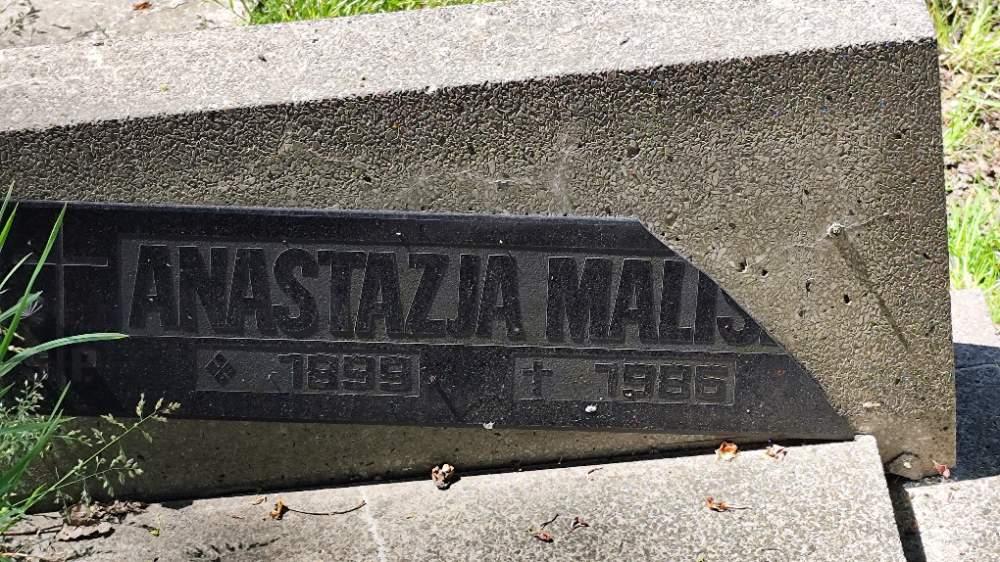 ANASTAZJA MALIS
1899 † 1986
Ś.P.